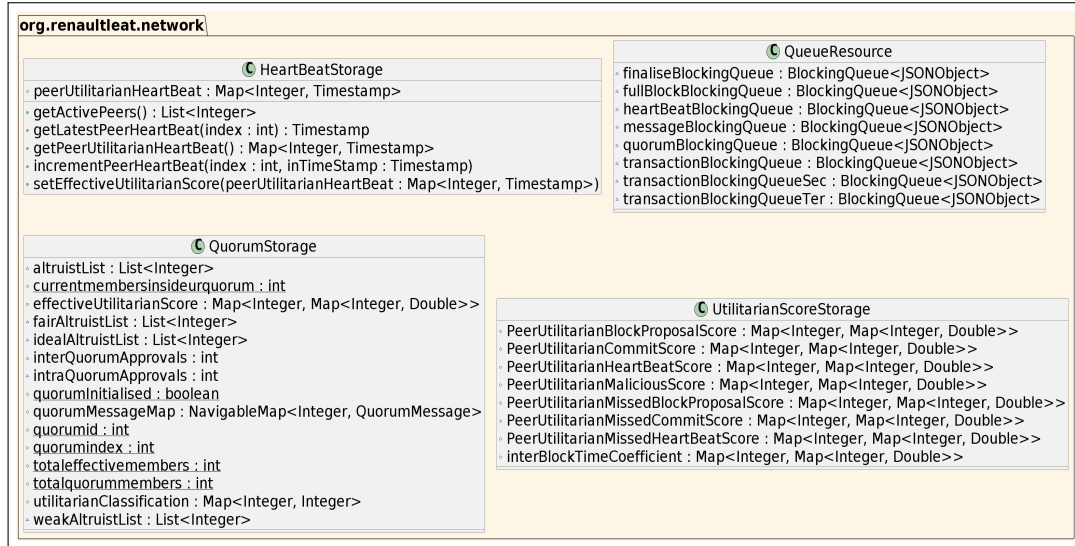 org.renaultleat.network
C HeartBeatStorage
peerUtilitarianHeartBeat : Map<Integer, Timestamp>
getActivePeers() : List<Integer>
getLatestPeerHeartBeat(index : int) : Timestamp
getPeerUtilitarianHeartBeat() : Map<Integer, Timestamp>
incrementPeerHeartBeat(index : int, inTimeStamp : Timestamp)
setEffectiveUtilitarianScore(peerUtilitarianHeartBeat : Map<Integer, Timestamp>)
C QueueResource
finaliseBlockingQueue : BlockingQueue<JSONObject>
fullBlockBlockingQueue : BlockingQueue<JSONObject>
heartBeatBlockingQueue : BlockingQueue<JSONObject>
messageBlockingQueue : BlockingQueue<JSONObject>
quorumBlockingQueue : BlockingQueue<JSONObject>
transactionBlockingQueue : BlockingQueue<JSONObject>
transactionBlockingQueueSec : BlockingQueue<JSONObject>
transactionBlockingQueueTer : BlockingQueue<JSONObject>
C QuorumStorage
altruistList : List<Integer>
currentmembersinsideurquorum : int
effectiveUtilitarianScore : Map<Integer, Map<Integer, Double>>
fairAltruistList : List<Integer>
idealAltruistList : List<Integer>
interQuorumApprovals : int
intraQuorumApprovals : int
quorumInitialised : boolean
quorumMessageMap : NavigableMap<Integer, QuorumMessage>
quorumid : int
quorumindex : int
totaleffectivemembers : int
totalquorummembers : int
utilitarianClassification : Map<Integer, Integer>
weakAltruistList : List<Integer>
C UtilitarianScoreStorage
PeerUtilitarianBlockProposalScore : Map<Integer, Map<Integer, Double>>
PeerUtilitarianCommitScore : Map<Integer, Map<Integer, Double>>
PeerUtilitarianHeartBeatScore : Map<Integer, Map<Integer, Double>>
PeerUtilitarianMaliciousScore : Map<Integer, Map<Integer, Double>>
PeerUtilitarianMissedBlockProposalScore : Map<Integer, Map<Integer, Double>>
PeerUtilitarianMissedCommitScore : Map<Integer, Map<Integer, Double>>
PeerUtilitarianMissedHeartBeatScore : Map<Integer, Map<Integer, Double>>
interBlockTimeCoefficient : Map<Integer, Map<Integer, Double>>